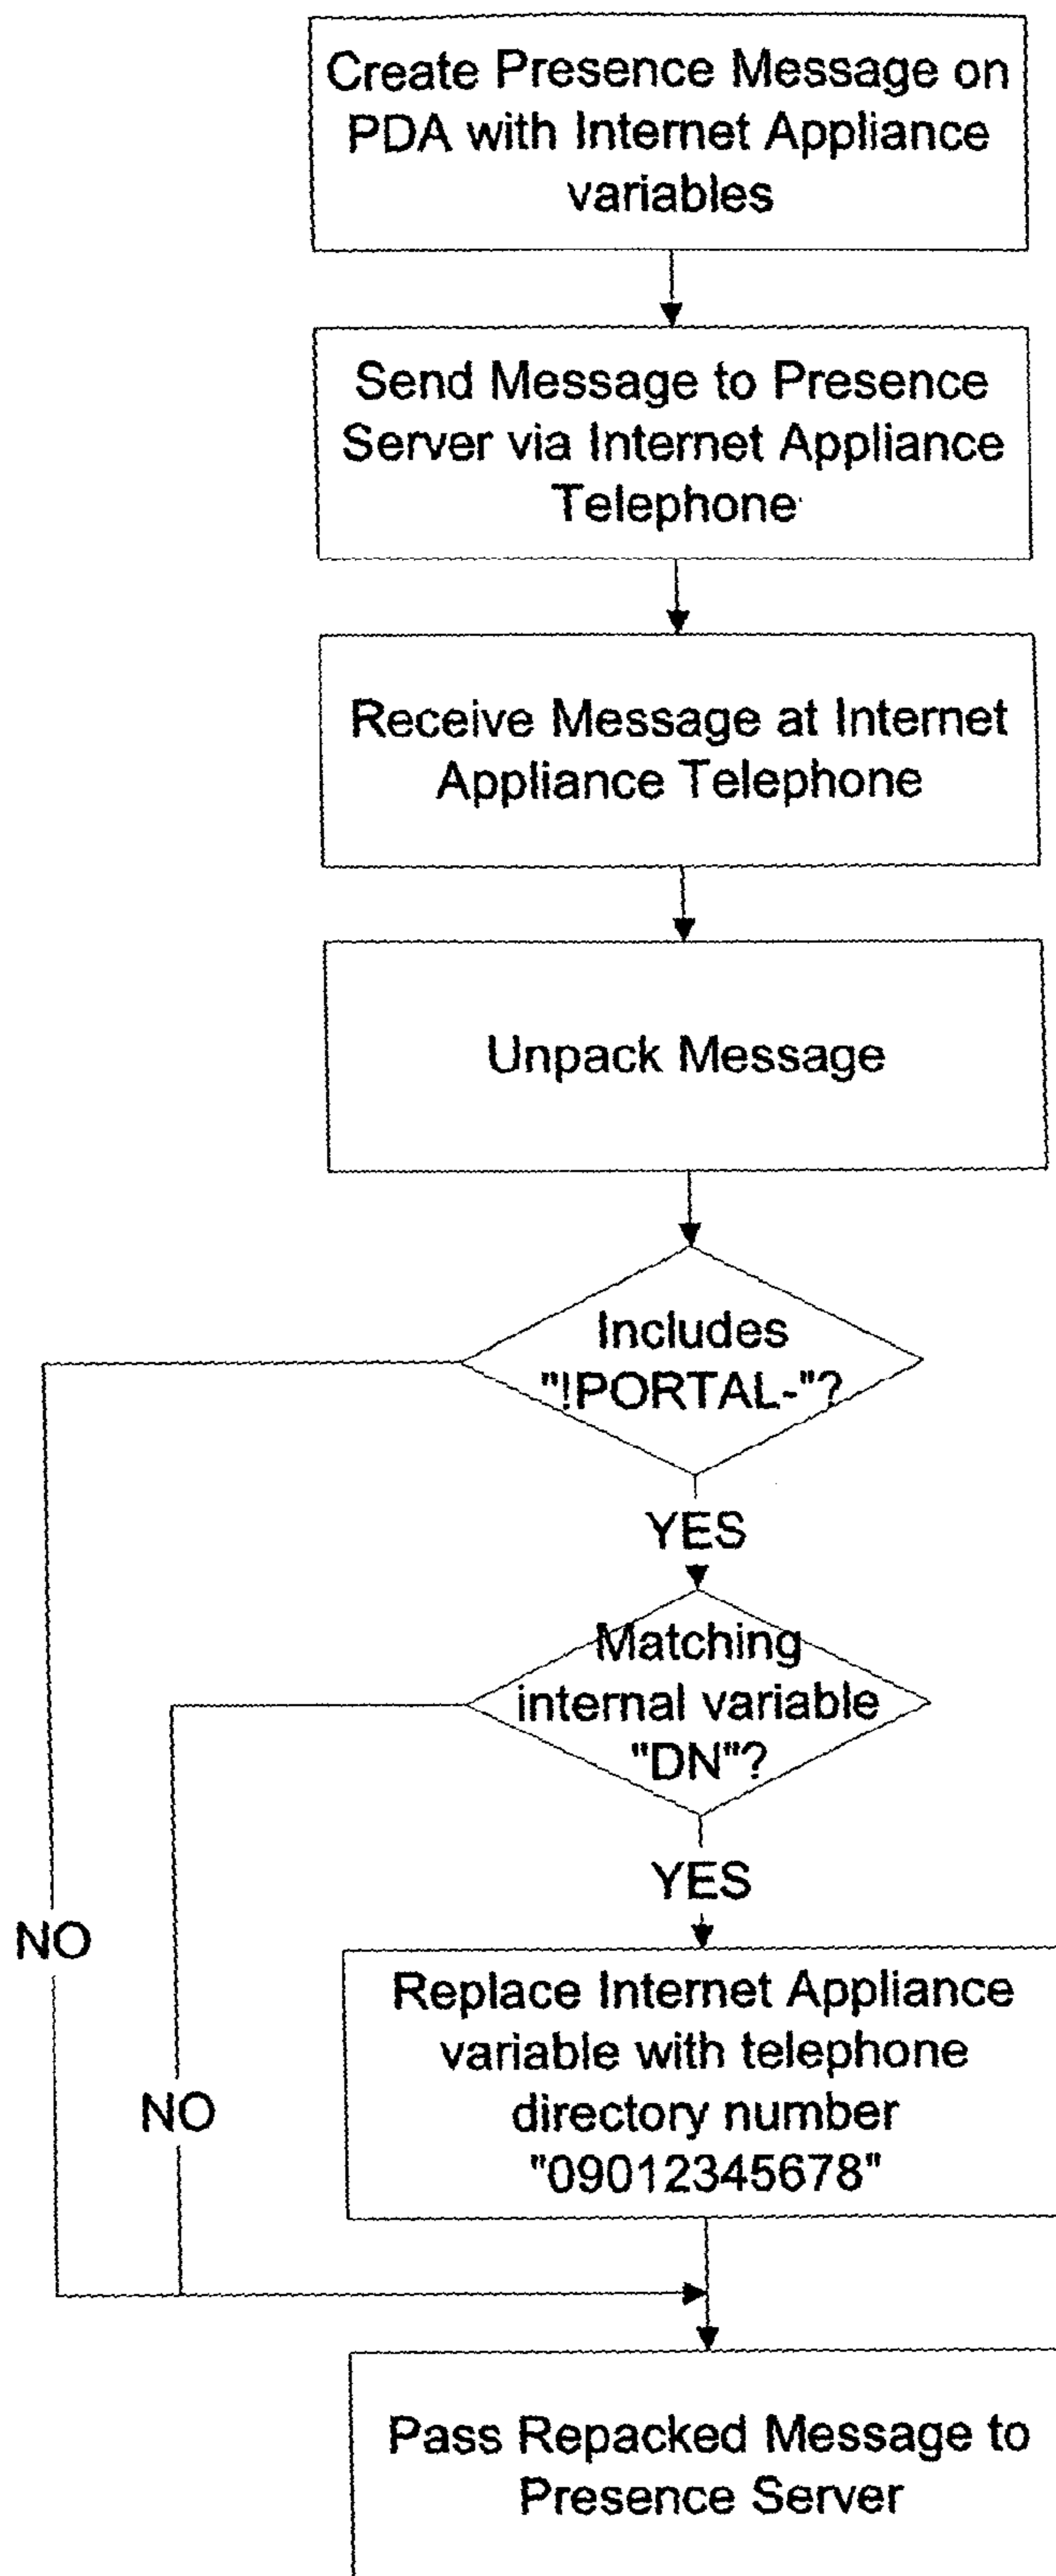 Create Presence Message on
PDA with Internet Appliance
variables
Send Message to Presence
Server via Internet Appliance
Telephone
Receive Message at Internet
Appliance Telephone
Unpack Message
Includes
"!PORTAL-"?
YES
Matching
internal variable
"DN"?
YES
NO
Replace Internet Appliance
variable with telephone
directory number
"09012345678"
NO
Pass Repacked Message to
Presence Server